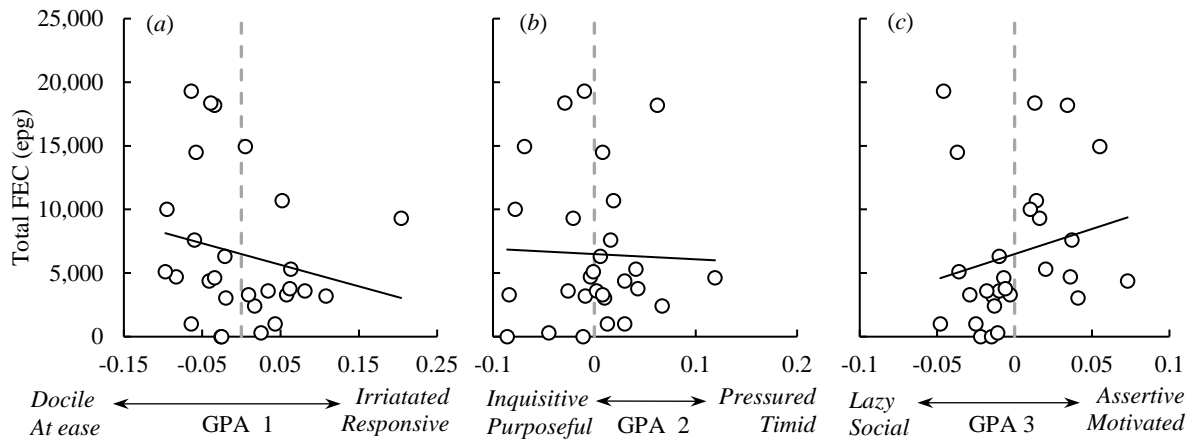 (a)
(b)
(c)
Total FEC (epg)
25,000
20,000
15,000
10,000
5,000
0
-0.15 -0.05 0.05 0.15 0.25
-0.1 0 0.1 0.2
-0.1 -0.05 0 0.05 0.1
Docile
At ease
GPA 1
Irriatated
Responsive
Inquisitive
Purposeful
GPA 2
Pressured
Timid
Lazy
Social
GPA 3
Assertive
Motivated